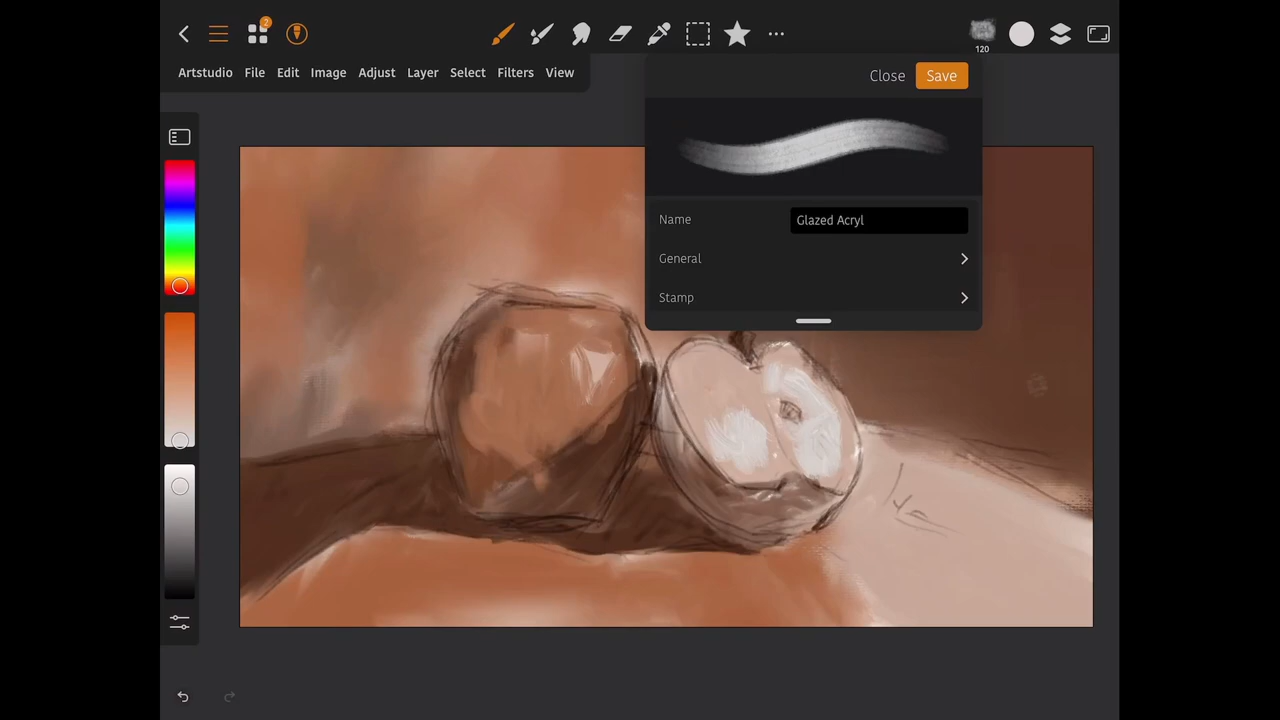 2
120
Artstudio File Edit Image Adjust Layer Select Filters View
Close Save
Name Glazed Acryl
General
Stamp